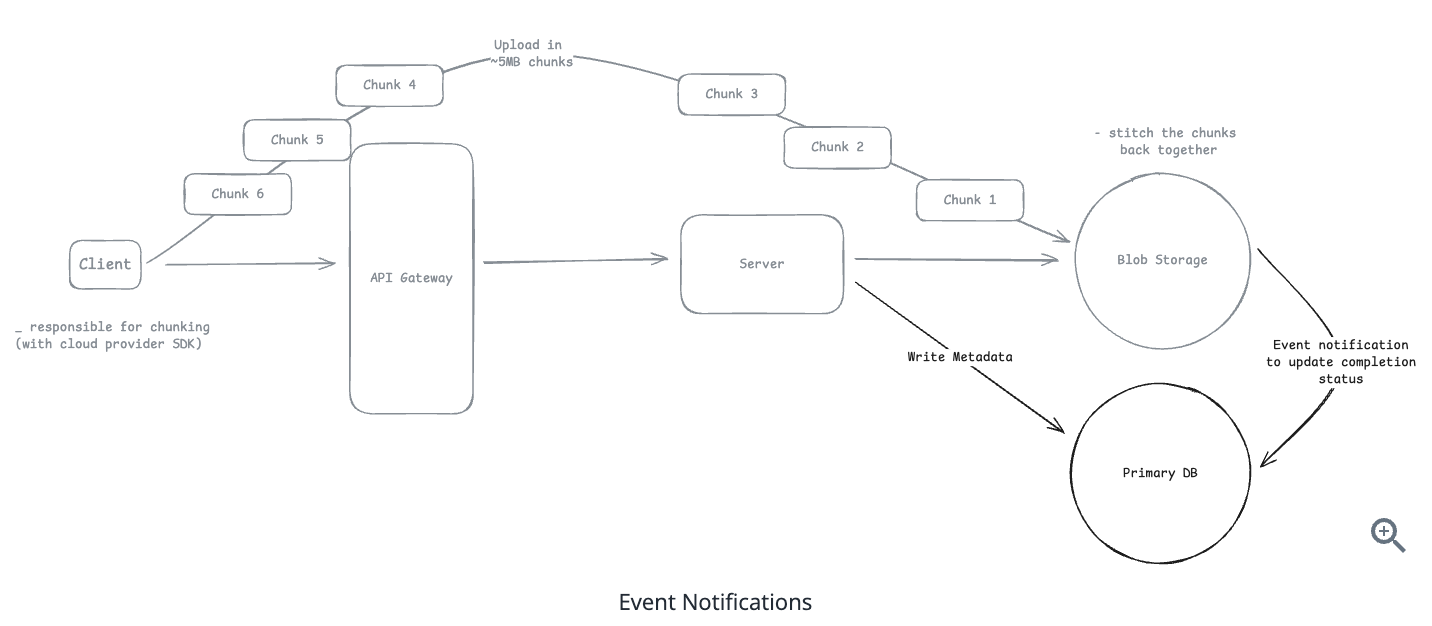 Upload in
~5MB chunks
Chunk 4
Chunk 3
Chunk 5
Chunk 2
- stitch the chunks
back together
Chunk 6
Chunk 1
Client
API Gateway
Server
Blob Storage
_ responsible for chunking
(with cloud provider SDK)
Write Metadata
Event notification
to update completion
status
Primary DB
Event Notifications